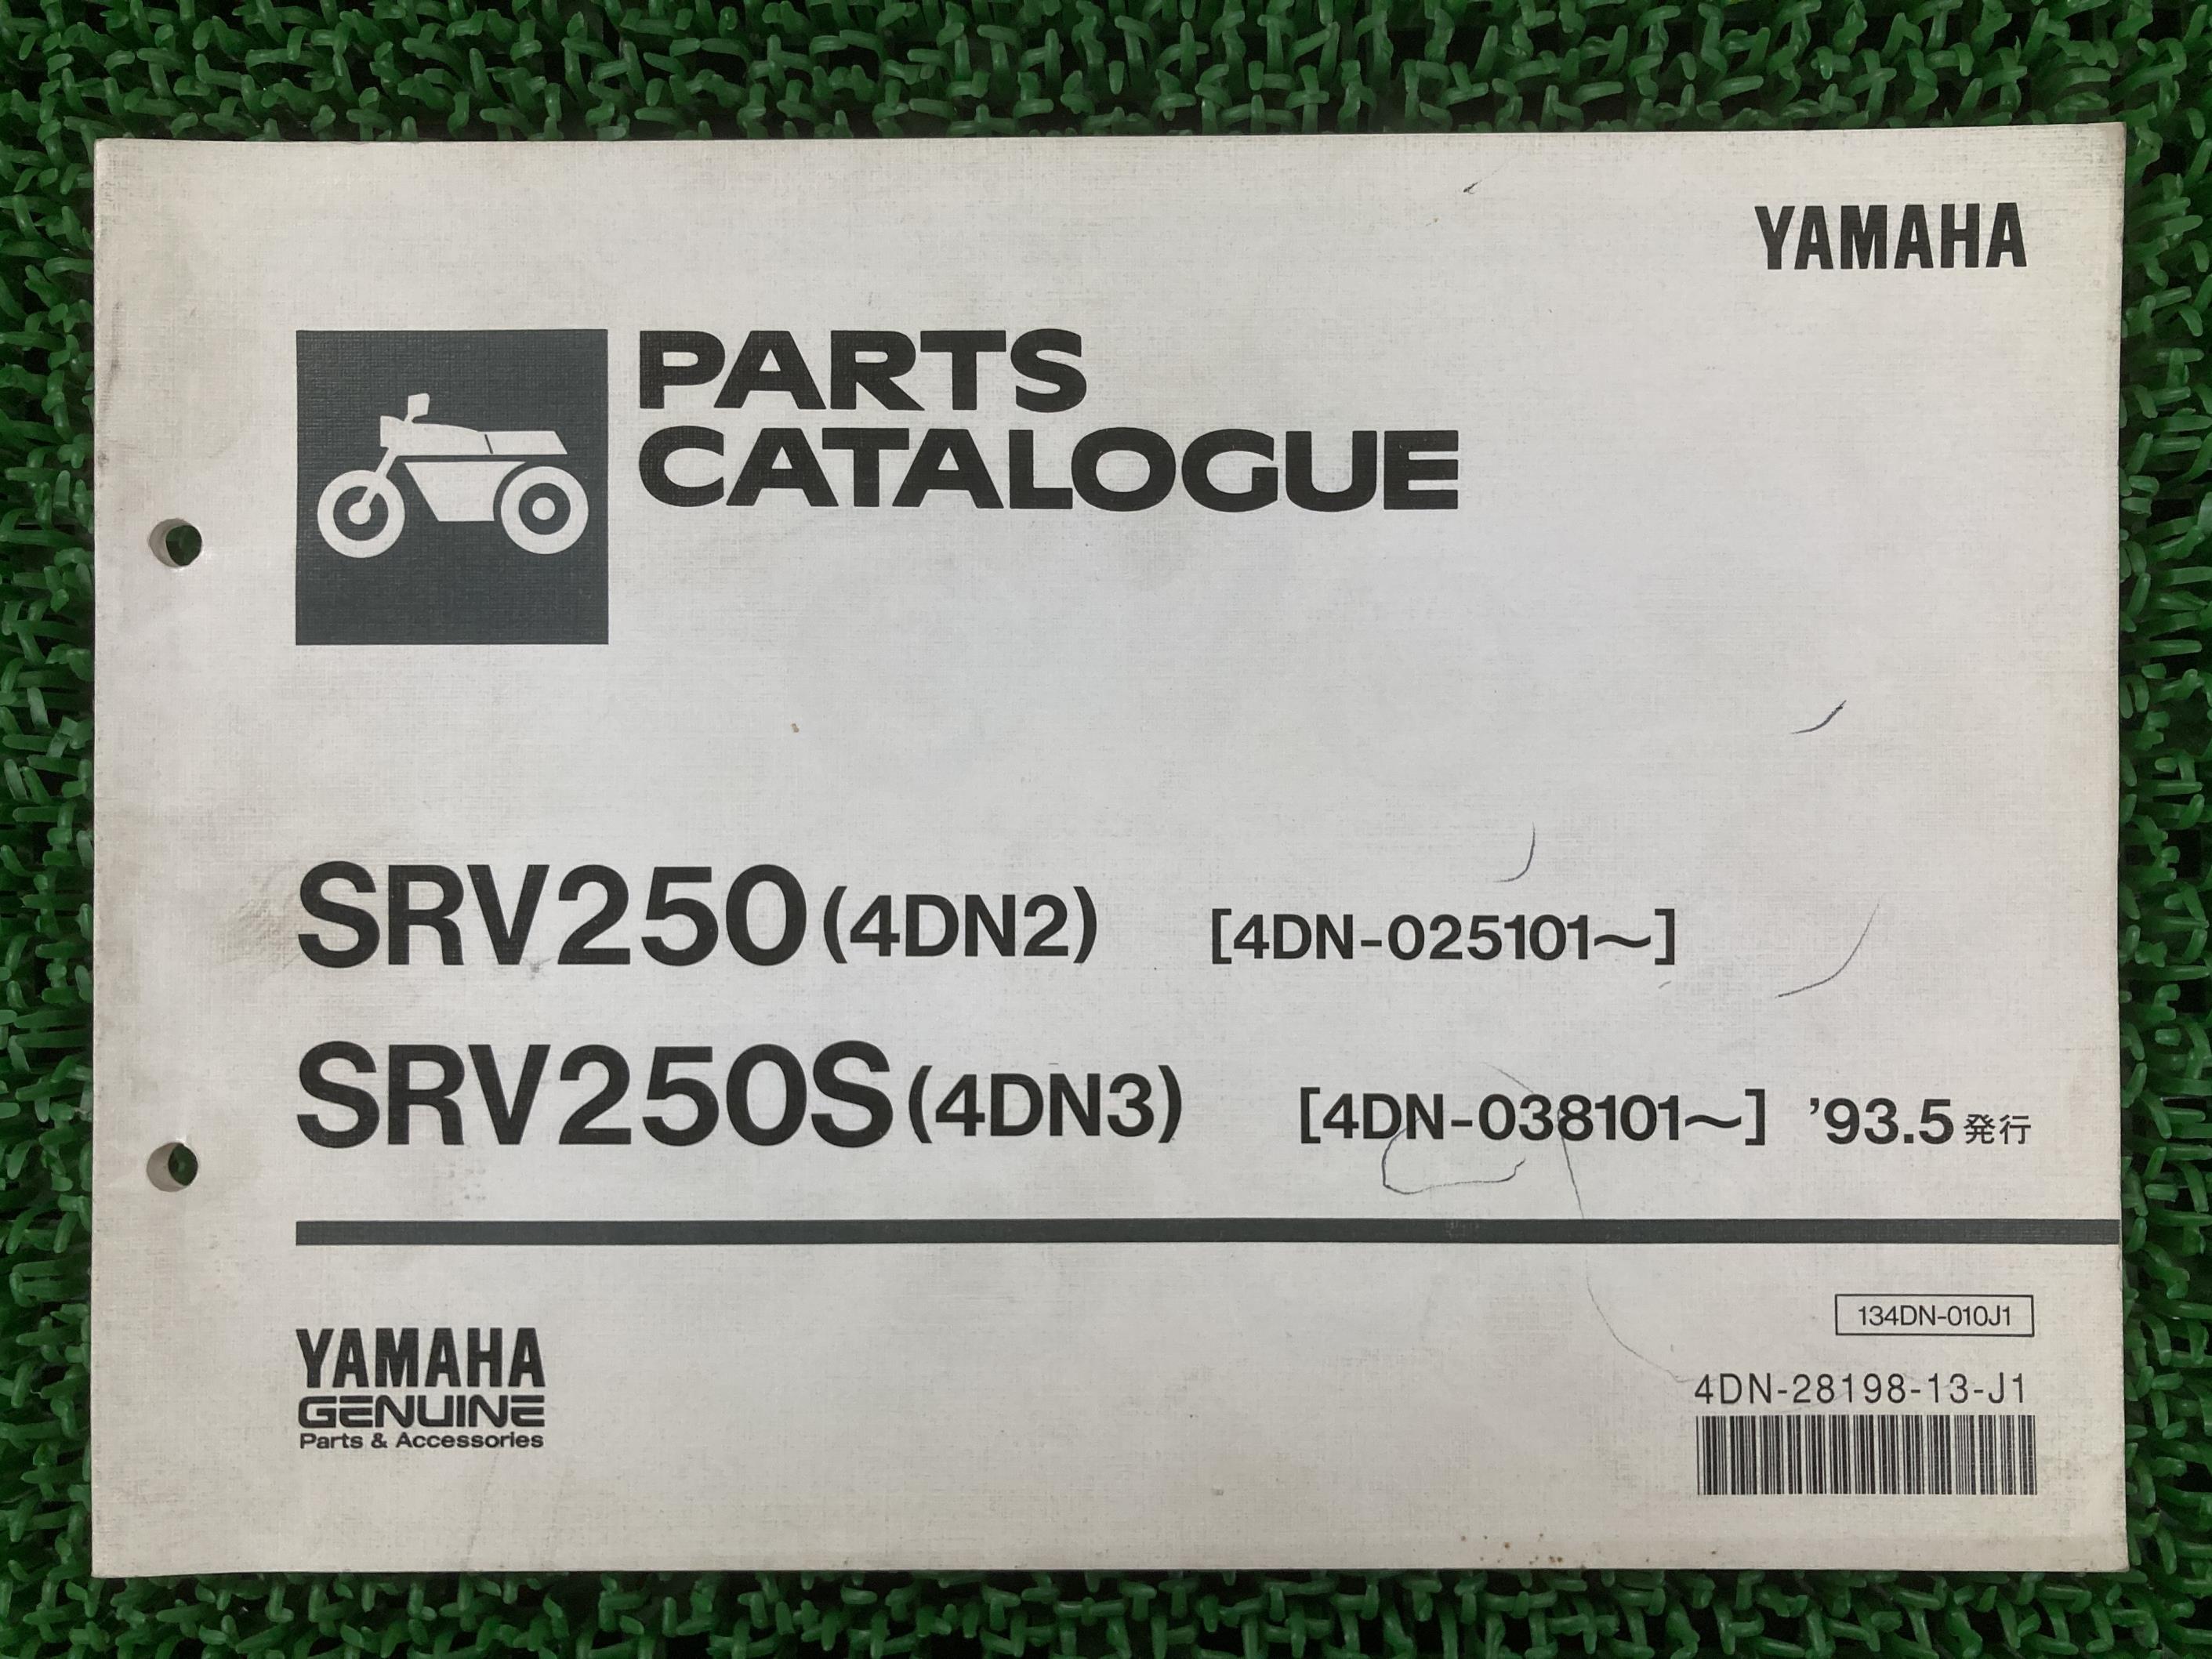 YAMAHA
PARTS
CATALOGUE
SRV250 (4DN2) [4DN-025101〜]
SRV250S (4DN3) [4DN-038101〜] '93.5 発行
134DN-010J1
4DN-28198-13-J1
YAMAHA
GENUINE
Parts & Accessories